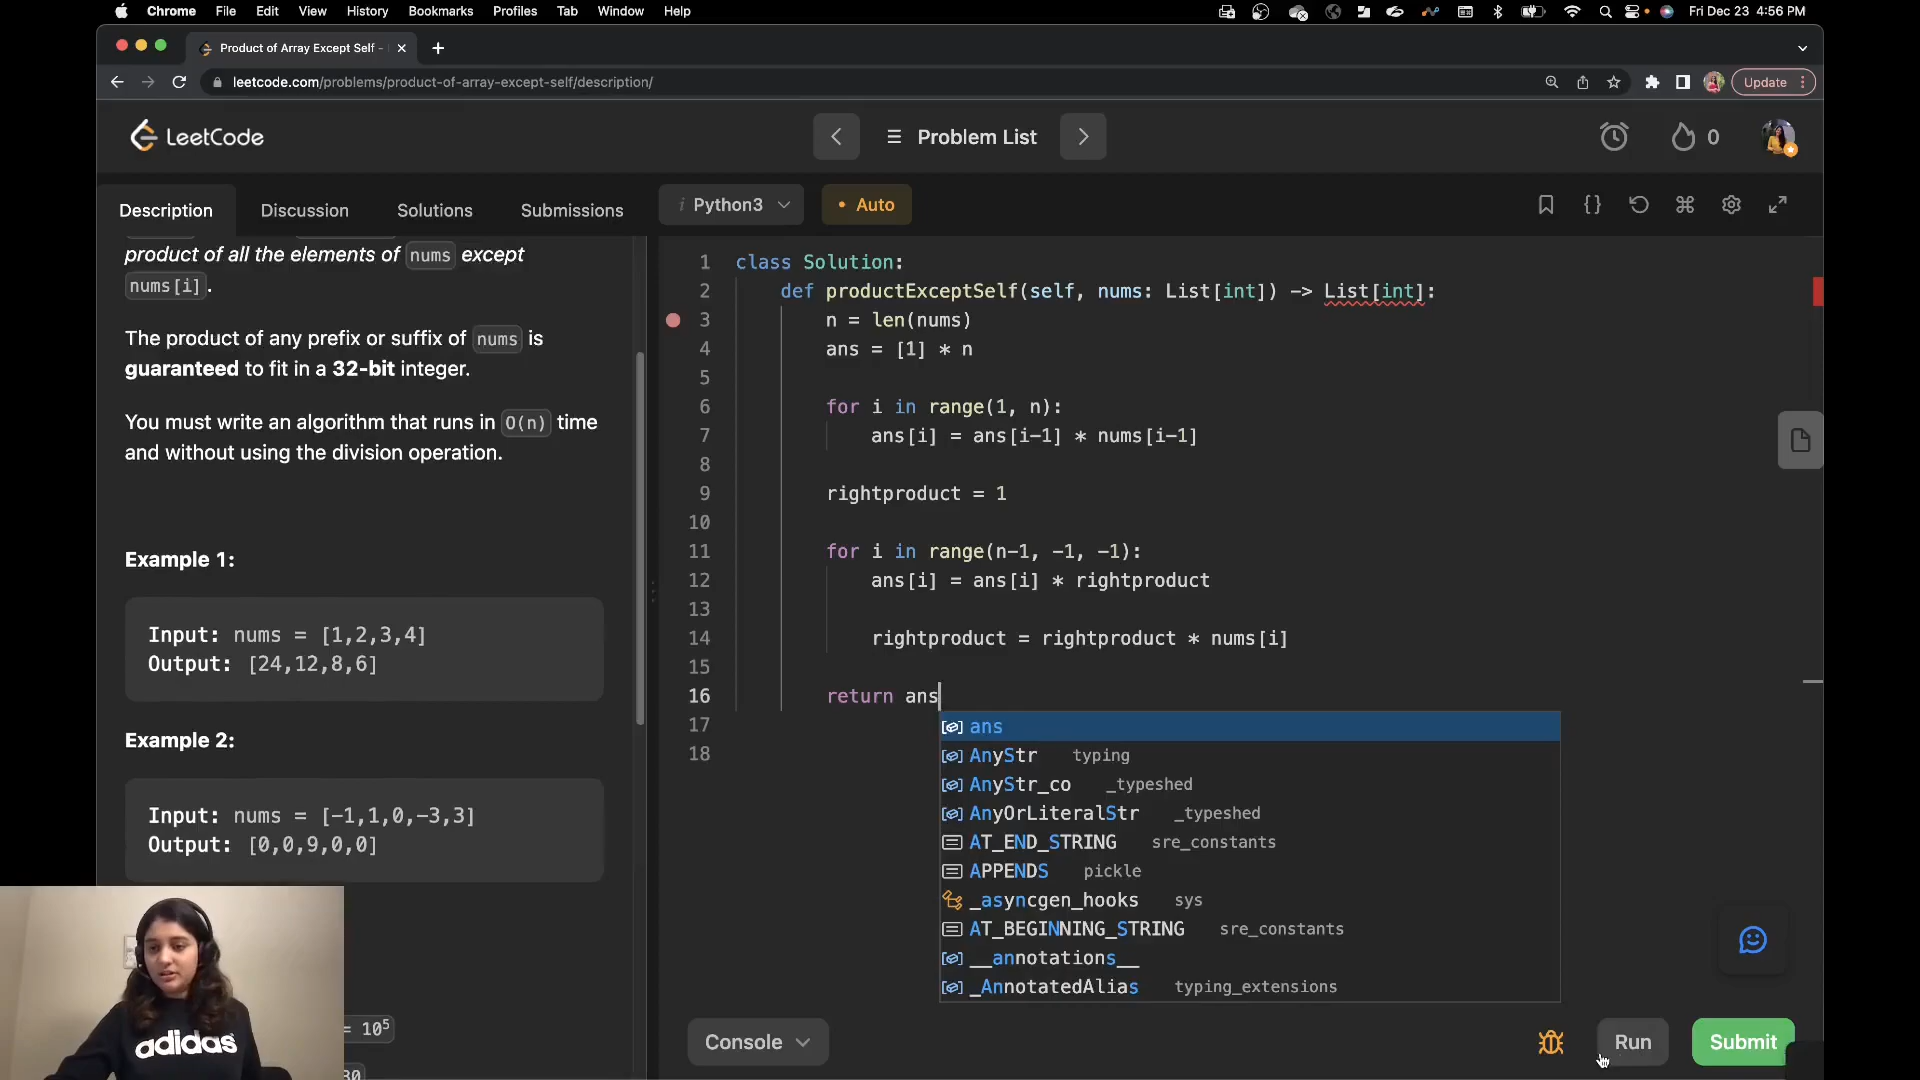 Chrome File Edit View History Bookmarks Profiles Tab Window Help Fri Dec 23 4:56 PM
Product of Array Except Self -
leetcode.com/problems/product-of-array-except-self/description/ Update
LeetCode Problem List 0
Description Discussion Solutions Submissions
i Python3 • Auto
product of all the elements of nums except
nums[i].
The product of any prefix or suffix of nums is
guaranteed to fit in a 32-bit integer.
You must write an algorithm that runs in O(n) time
and without using the division operation.
Example 1:
Input: nums = [1,2,3,4]
Output: [24,12,8,6]
Example 2:
Input: nums = [-1,1,0,-3,3]
Output: [0,0,9,0,0]
= 10⁵
30
adidas
1 class Solution:
2 def productExceptSelf(self, nums: List[int]) -> List[int]:
3 n = len(nums)
4 ans = [1] * n
5
6 for i in range(1, n):
7 ans[i] = ans[i-1] * nums[i-1]
8
9 rightproduct = 1
10
11 for i in range(n-1, -1, -1):
12 ans[i] = ans[i] * rightproduct
13
14 rightproduct = rightproduct * nums[i]
15
16 return ans
17
18
ans
AnyStr typing
AnyStr_co _typeshed
AnyOrLiteralStr _typeshed
AT_END_STRING sre_constants
APPENDS pickle
_asyncgen_hooks sys
AT_BEGINNING_STRING sre_constants
__annotations__
_AnnotatedAlias typing_extensions
Console Run Submit